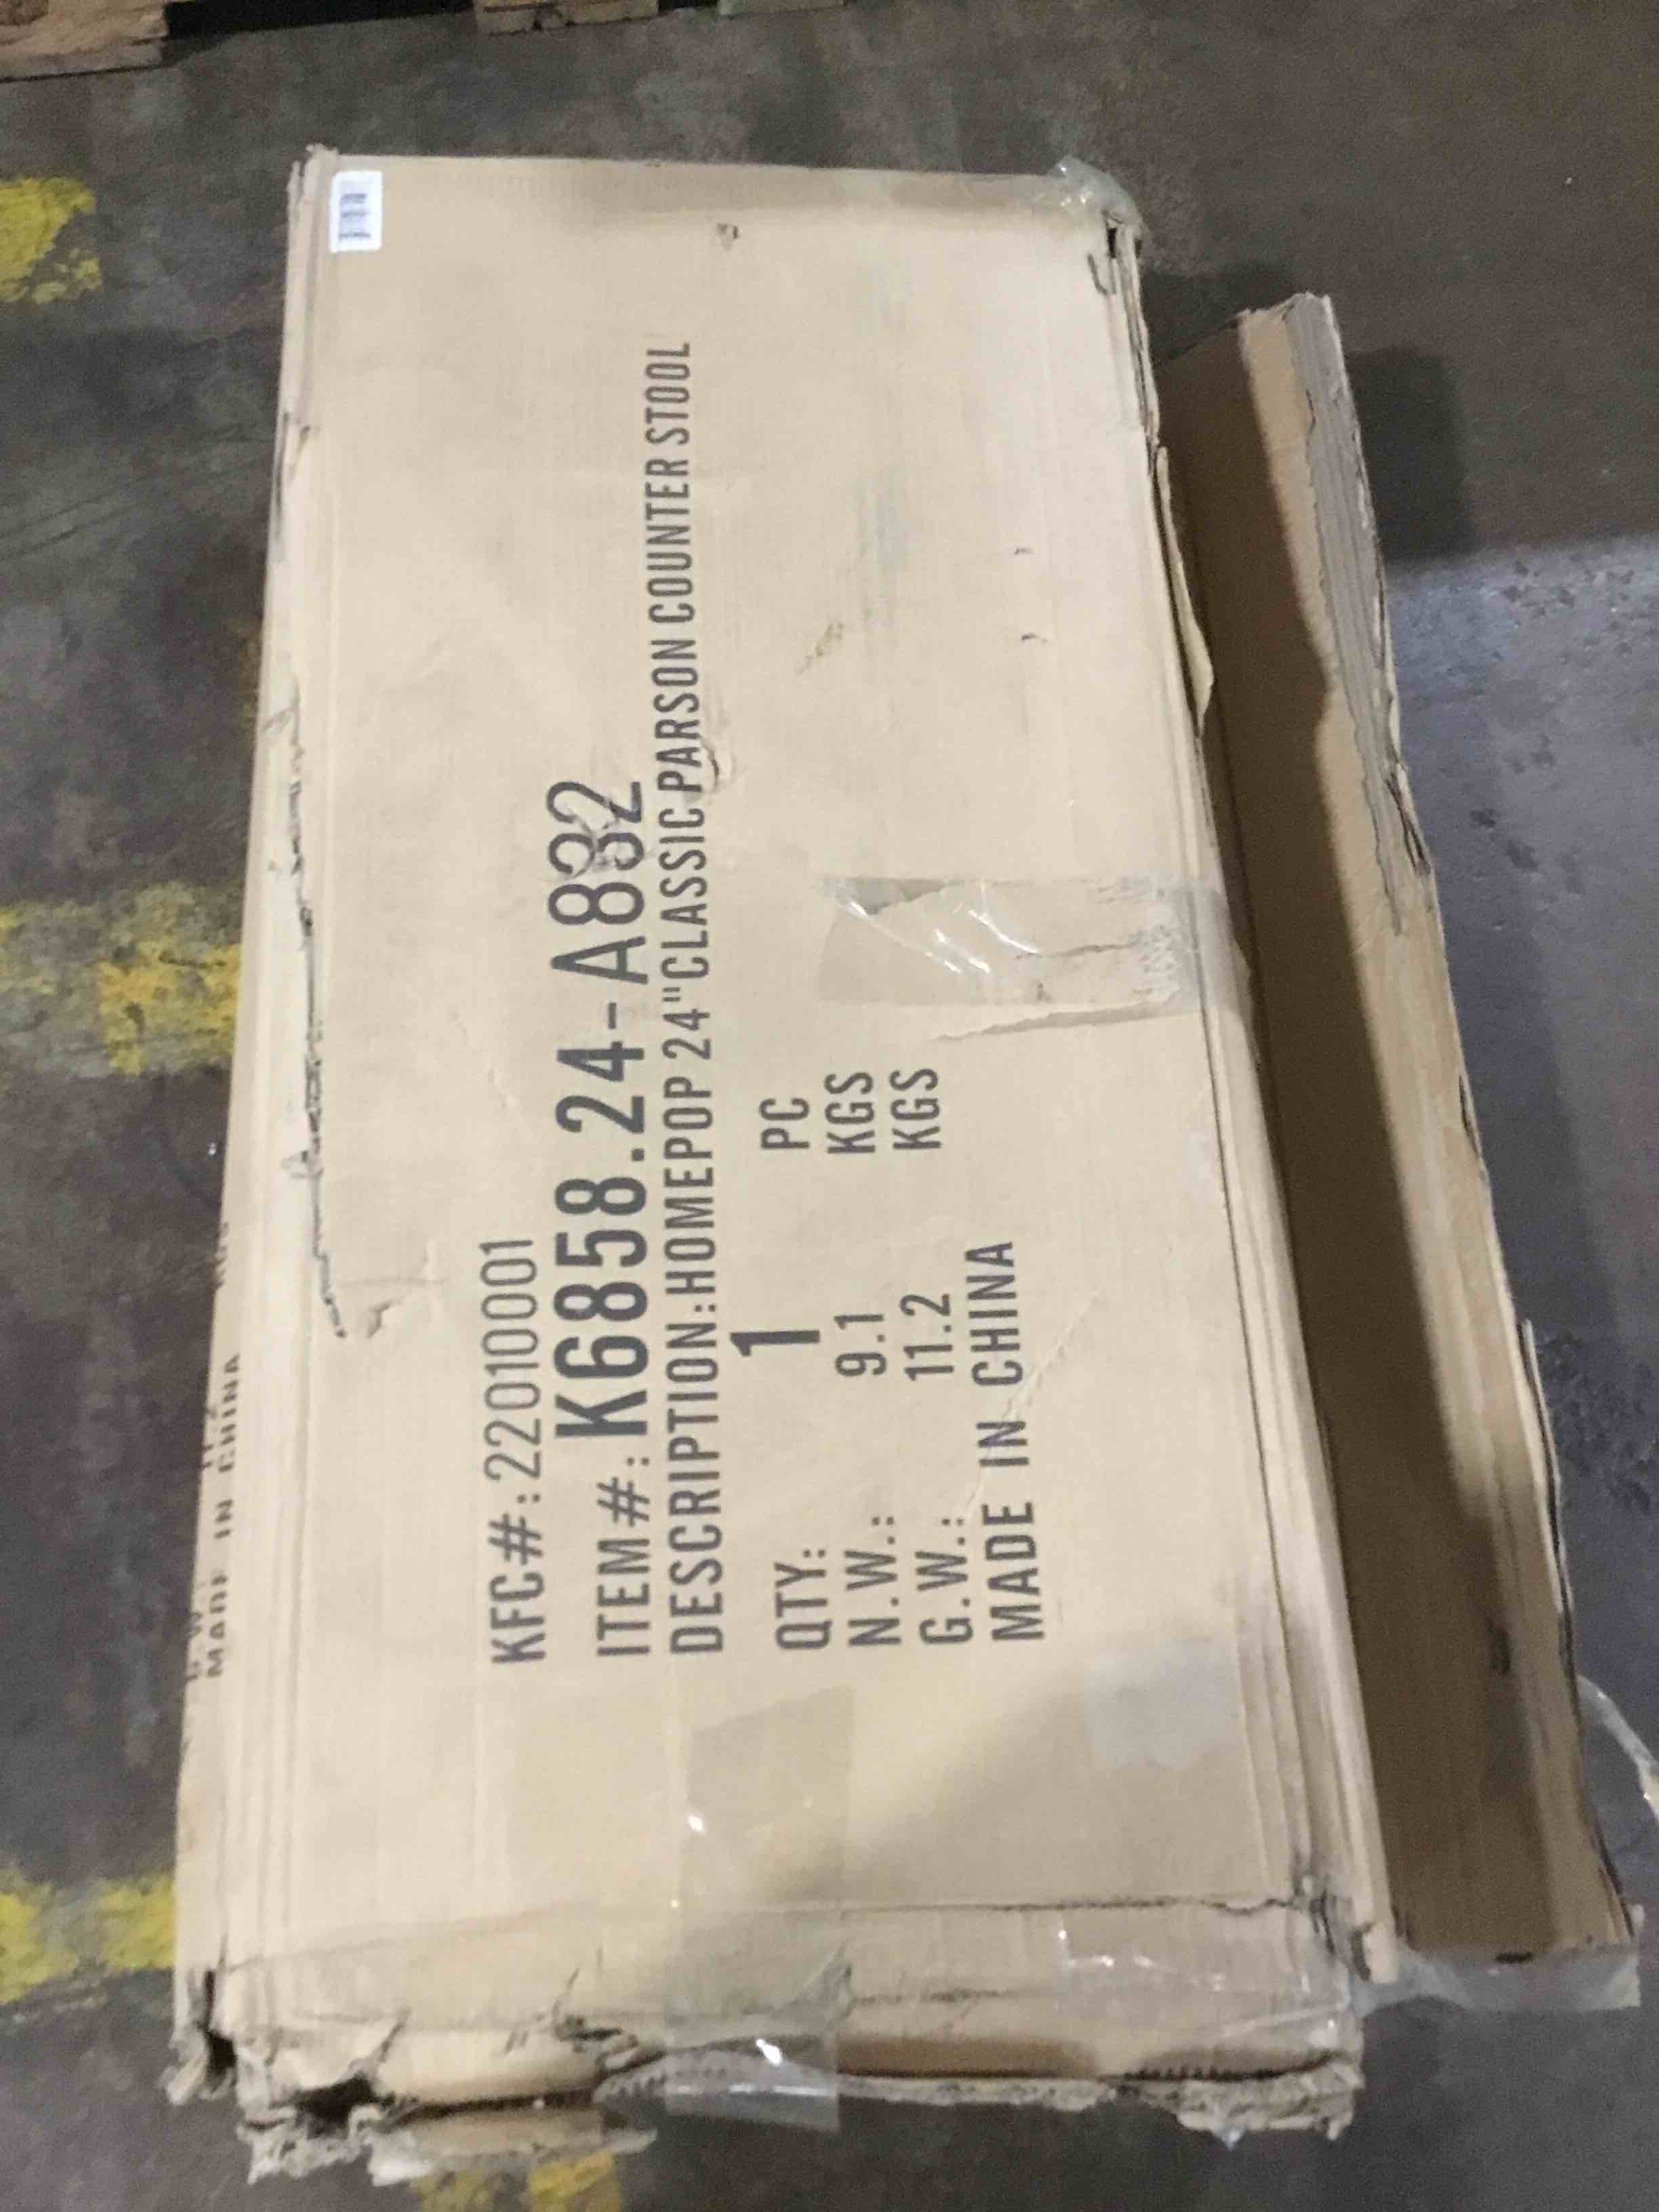 KFC#:22010001
ITEM#: K6858.24-A832
DESCRIPTION:HOMEPOP 24"CLASSIC PARSON COUNTER STOOL
QTY: 1 PC
N.W.: 9.1 KGS
G.W.: 11.2 KGS
MADE IN CHINA
MADE IN CHINA